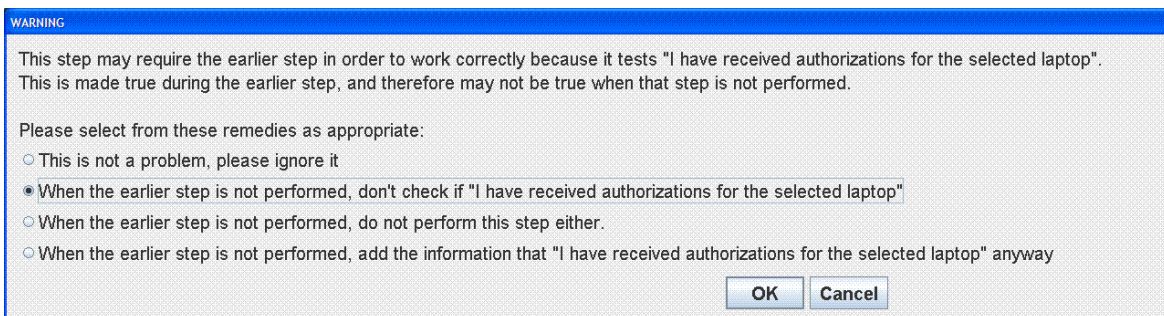 WARNING
This step may require the earlier step in order to work correctly because it tests "I have received authorizations for the selected laptop".
This is made true during the earlier step, and therefore may not be true when that step is not performed.
Please select from these remedies as appropriate:
This is not a problem, please ignore it
When the earlier step is not performed, don't check if "I have received authorizations for the selected laptop"
When the earlier step is not performed, do not perform this step either.
When the earlier step is not performed, add the information that "I have received authorizations for the selected laptop" anyway
OK Cancel